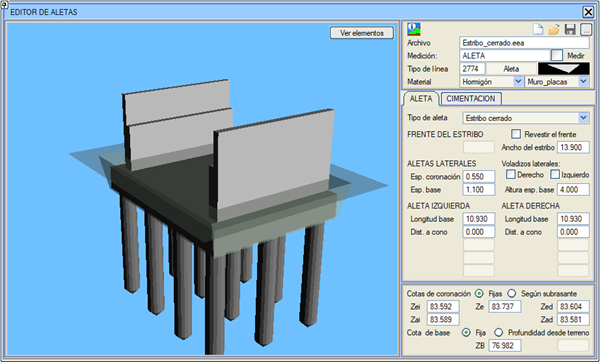 EDITOR DE ALETAS
Ver elementos
Archivo Estribo_cerrado.eea
Medición: ALETA Medir
Tipo de línea 2774 Aleta
Material Hormigón Muro_placas
ALETA CIMENTACION
Tipo de aleta Estribo cerrado
FRENTE DEL ESTRIBO Revestir el frente
Ancho del estribo 13.900
ALETAS LATERALES Voladizos laterales:
Esp. coronación 0.550 Derecho Izquierdo
Esp. base 1.100 Altura esp. base 4.000
ALETA IZQUIERDA ALETA DERECHA
Longitud base 10.930 Longitud base 10.930
Dist. a cono 0.000 Dist. a cono 0.000
Cotas de coronación Fijas Según subrasante
Zei 83.592 Ze 83.737 Zed 83.604
Zai 83.589 Zad 83.581
Cota de base Fija Profundidad desde terreno
ZB 76.982